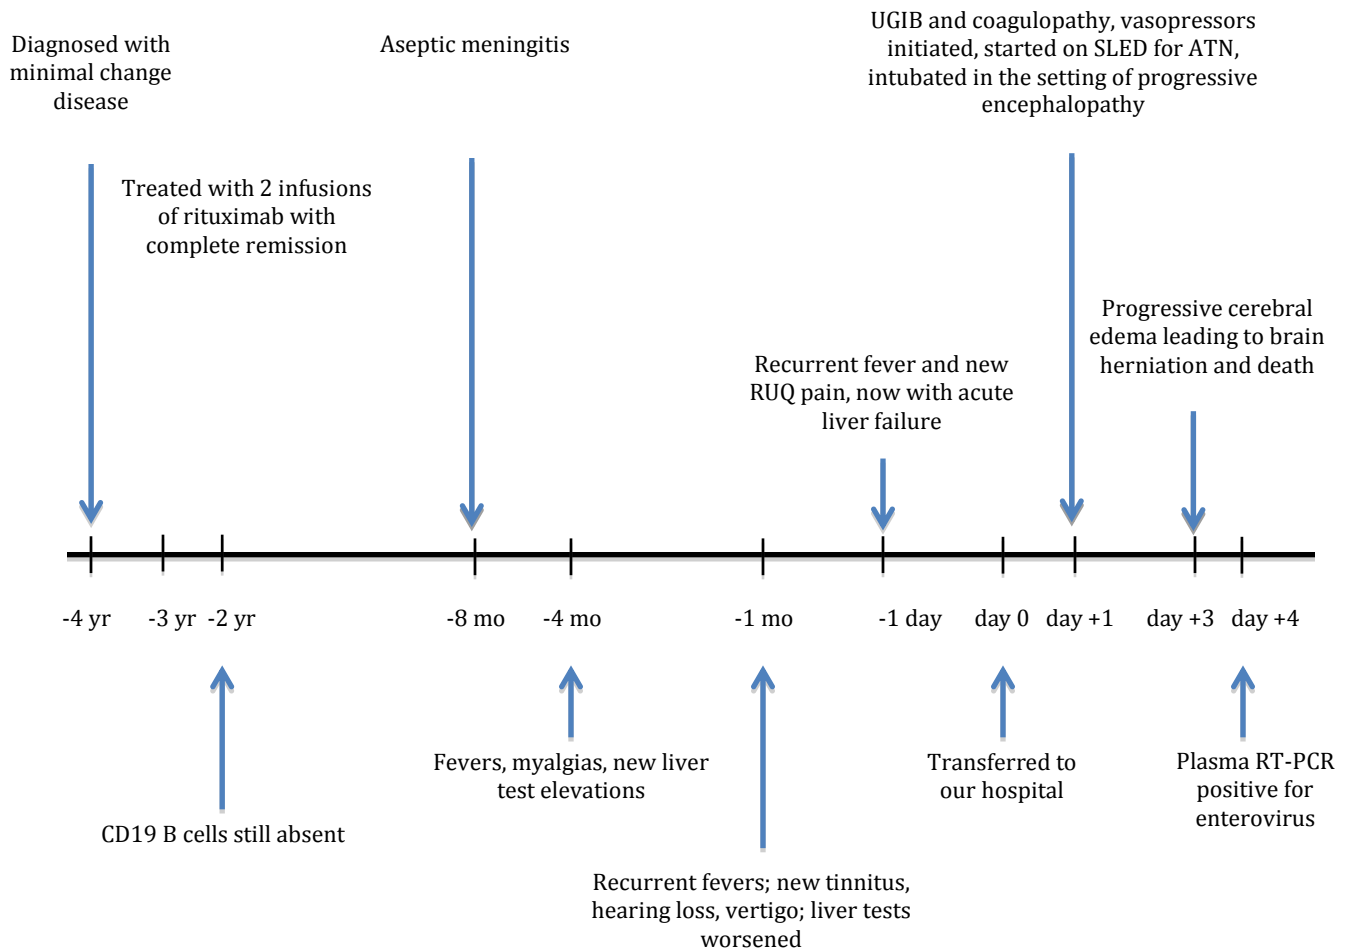 Diagnosed with
minimal change
disease
Treated with 2 infusions
of rituximab with
complete remission
Aseptic meningitis
UGIB and coagulopathy, vasopressors
initiated, started on SLED for ATN,
intubated in the setting of progressive
encephalopathy
Recurrent fever and new
RUQ pain, now with acute
liver failure
Progressive cerebral
edema leading to brain
herniation and death
-4 yr -3 yr -2 yr -8 mo -4 mo -1 mo -1 day day 0 day +1 day +3 day +4
CD19 B cells still absent
Fevers, myalgias, new liver
test elevations
Recurrent fevers; new tinnitus,
hearing loss, vertigo; liver tests
worsened
Transferred to
our hospital
Plasma RT-PCR
positive for
enterovirus